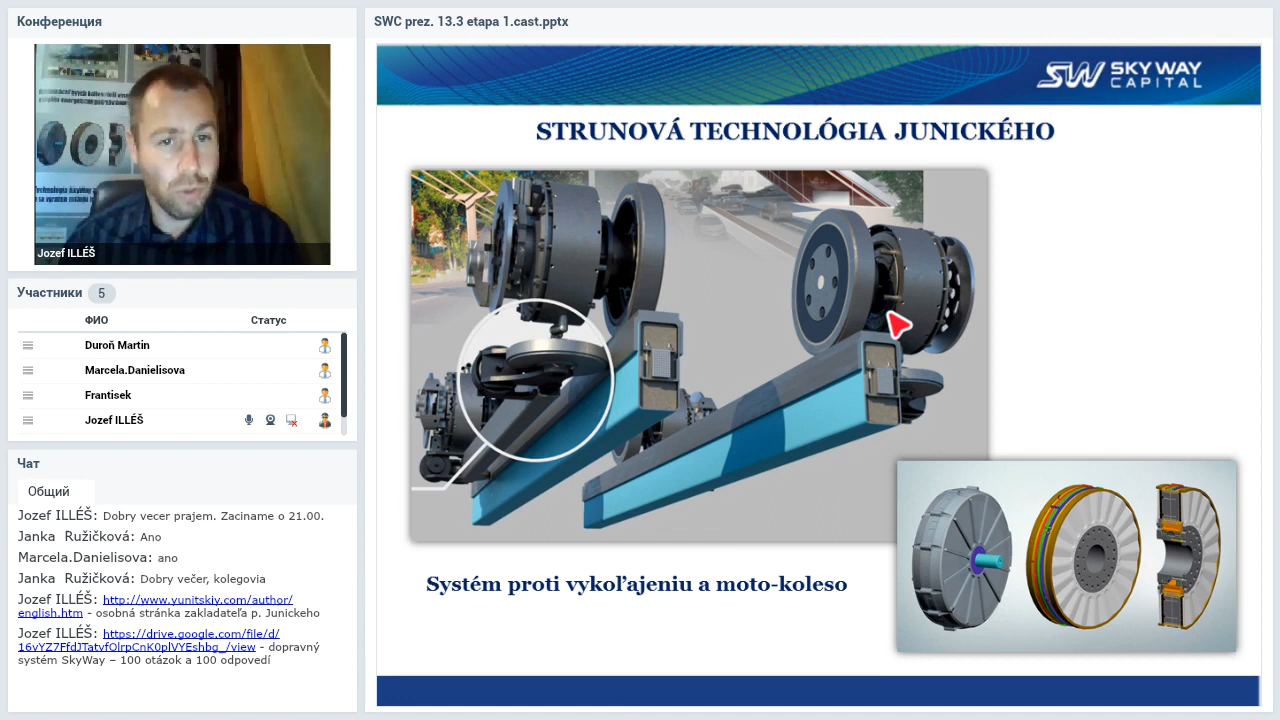 Конференция
Jozef ILLÉŠ
Участники 5
ФИО Статус
Duroň Martin
Marcela.Danielisova
Frantisek
Jozef ILLÉŠ
Чат
Общий
Jozef ILLÉŠ: Dobry vecer prajem. Zaciname o 21.00.
Janka Ružičková: Ano
Marcela.Danielisova: ano
Janka Ružičková: Dobry večer, kolegovia
Jozef ILLÉŠ: http://www.yunitskiy.com/author/
english.htm - osobná stránka zakladateľa p. Junickeho
Jozef ILLÉŠ: https://drive.google.com/file/d/
16vYZ7FfdJTatvfOlrpCnK0plVYEshbg_/view - dopravný
systém SkyWay – 100 otázok a 100 odpovedí
SWC prez. 13.3 etapa 1.cast.pptx
SW SKY WAY
CAPITAL
STRUNOVÁ TECHNOLÓGIA JUNICKÉHO
Systém proti vykoľajeniu a moto-koleso